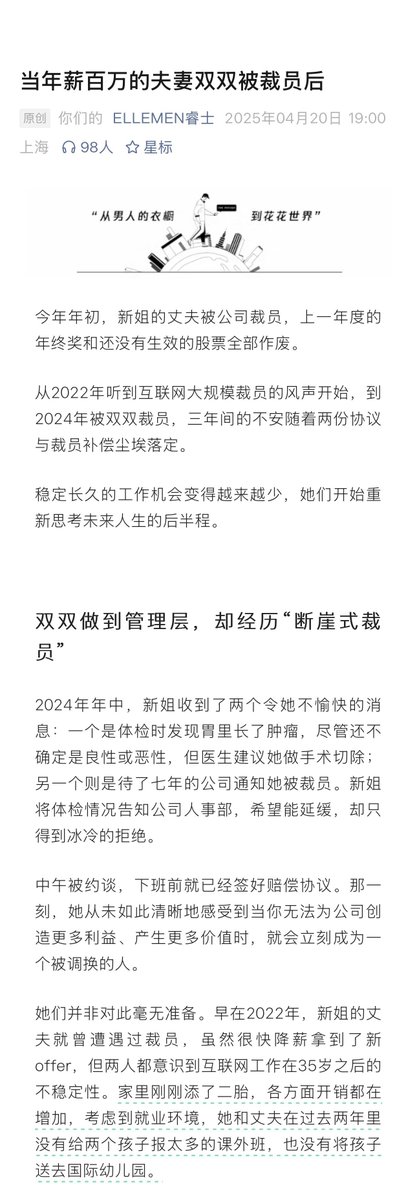 当年薪百万的夫妻双双被裁员后
原创 你们的 ELLEMEN睿士 2025年04月20日 19:00
上海 98人 星标
“从男人的衣橱 到花花世界”
今年年初，新姐的丈夫被公司裁员，上一年度的
年终奖和还没有生效的股票全部作废。
从2022年听到互联网大规模裁员的风声开始，到
2024年被双双裁员，三年间的不安随着两份协议
与裁员补偿尘埃落定。
稳定长久的工作机会变得越来越少，她们开始重
新思考未来人生的后半程。
双双做到管理层，却经历“断崖式裁
员”
2024年年中，新姐收到了两个令她不愉快的消
息：一个是体检时发现胃里长了肿瘤，尽管还不
确定是良性或恶性，但医生建议她做手术切除；
另一个则是待了七年的公司通知她被裁员。新姐
将体检情况告知公司人事部，希望能延缓，却只
得到冰冷的拒绝。
中午被约谈，下班前就已经签好赔偿协议。那一
刻，她从未如此清晰地感受到当你无法为公司创
造更多利益、产生更多价值时，就会立刻成为一
个被调换的人。
她们并非对此毫无准备。早在2022年，新姐的丈
夫就曾遭遇过裁员，虽然很快降薪拿到了新
offer，但两人都意识到互联网工作在35岁之后的
不稳定性。家里刚刚添了二胎，各方面开销都在
增加，考虑到就业环境，她和丈夫在过去两年里
没有给两个孩子报太多的课外班，也没有将孩子
送去国际幼儿园。